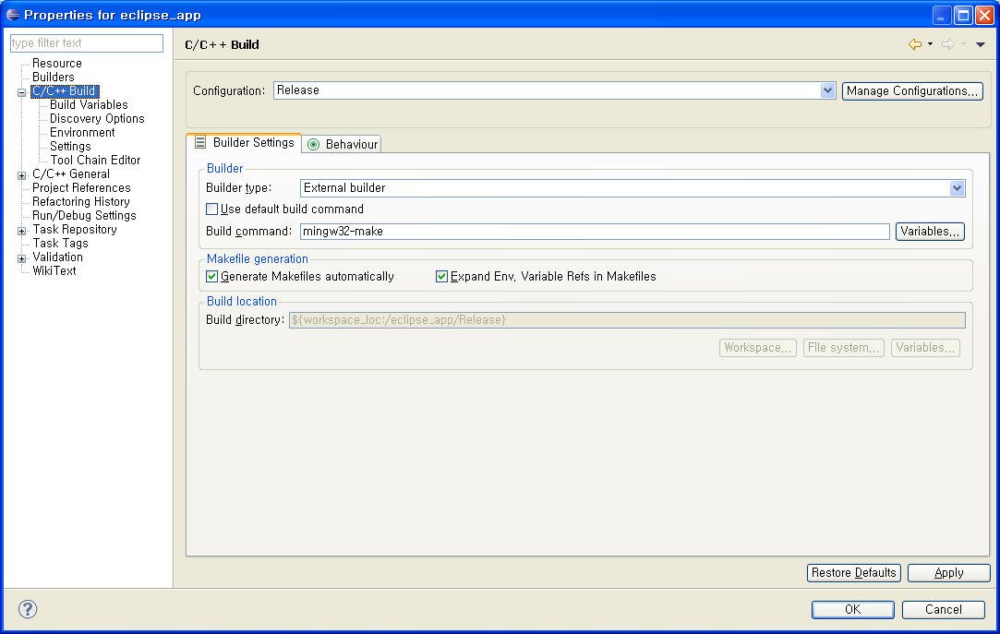 Properties for eclipse_app
type filter text
Resource
Builders
C/C++ Build
Build Variables
Discovery Options
Environment
Settings
Tool Chain Editor
C/C++ General
Project References
Refactoring History
Run/Debug Settings
Task Repository
Task Tags
Validation
WikiText
C/C++ Build
Configuration: Release Manage Configurations...
Builder Settings Behaviour
Builder
Builder type: External builder
Use default build command
Build command: mingw32-make Variables...
Makefile generation
Generate Makefiles automatically Expand Env. Variable Refs in Makefiles
Build location
Build directory: ${workspace_loc:/eclipse_app/Release}
Workspace... File system... Variables...
Restore Defaults Apply
? OK Cancel